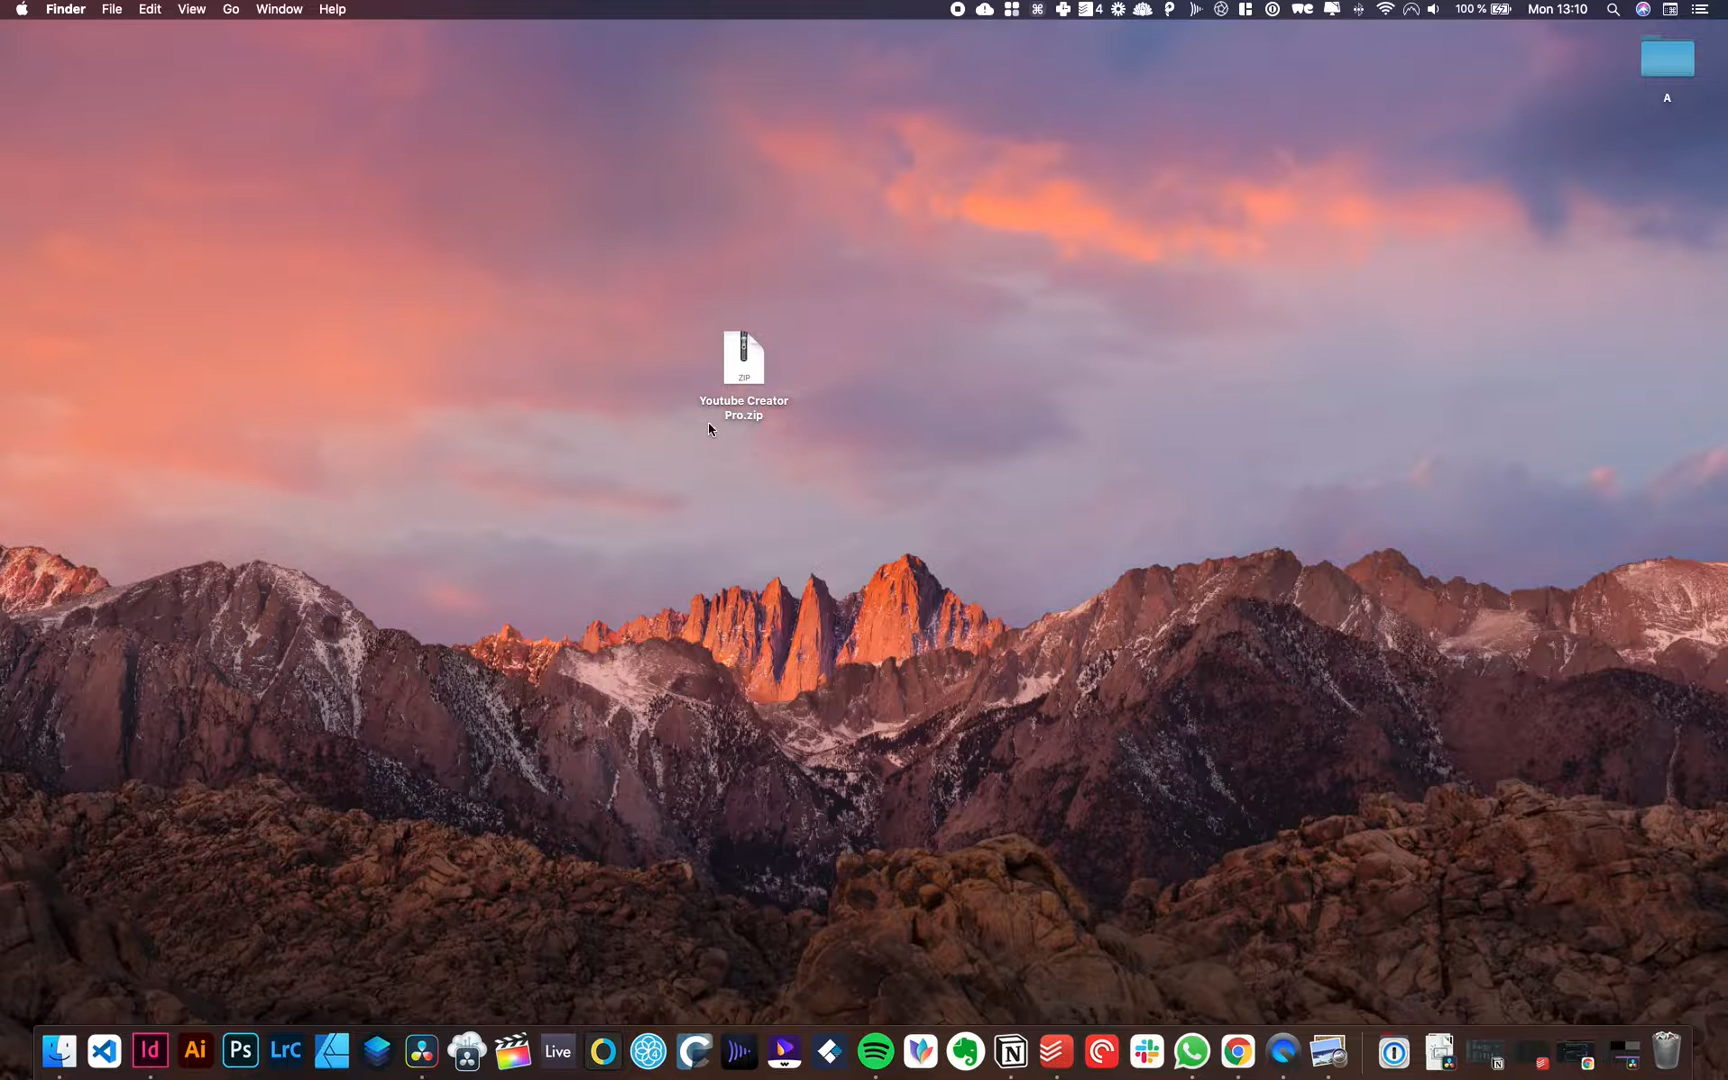 Finder File Edit View Go Window Help 4 100 % Mon 13:10
A
ZIP
Youtube Creator
Pro.zip
Id Ai Ps LrC Live